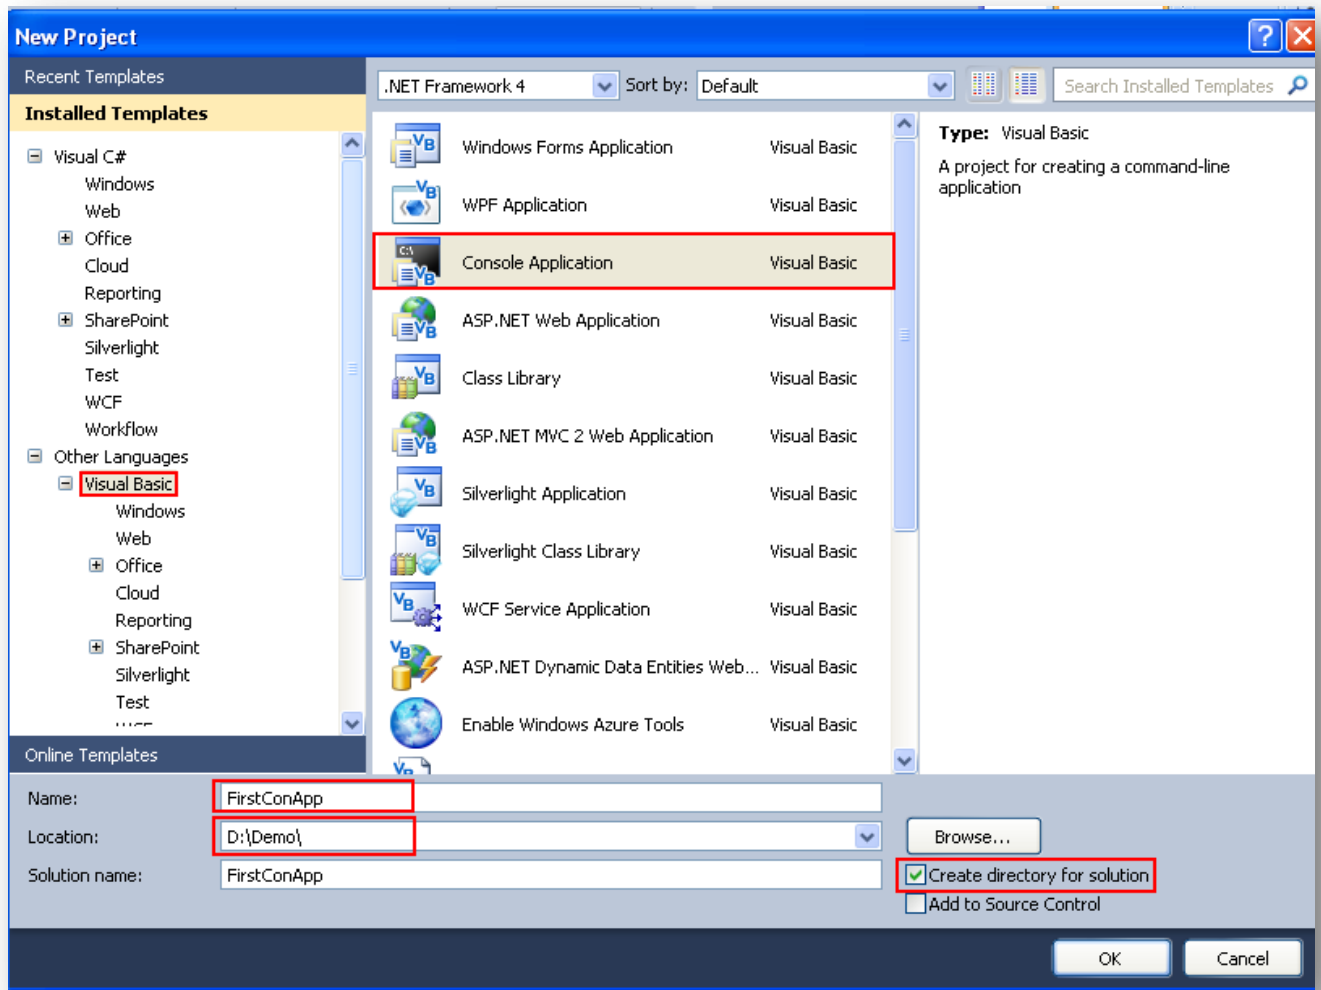 New Project
Recent Templates
Installed Templates
Visual C#
Windows
Web
Office
Cloud
Reporting
SharePoint
Silverlight
Test
WCF
Workflow
Other Languages
Visual Basic
Windows
Web
Office
Cloud
Reporting
SharePoint
Silverlight
Test
Online Templates
.NET Framework 4 Sort by: Default Search Installed Templates
Windows Forms Application Visual Basic
WPF Application Visual Basic
Console Application Visual Basic
ASP.NET Web Application Visual Basic
Class Library Visual Basic
ASP.NET MVC 2 Web Application Visual Basic
Silverlight Application Visual Basic
Silverlight Class Library Visual Basic
WCF Service Application Visual Basic
ASP.NET Dynamic Data Entities Web... Visual Basic
Enable Windows Azure Tools Visual Basic
Type: Visual Basic
A project for creating a command-line
application
Name: FirstConApp
Location: D:\Demo\ Browse...
Solution name: FirstConApp
Create directory for solution
Add to Source Control
OK Cancel